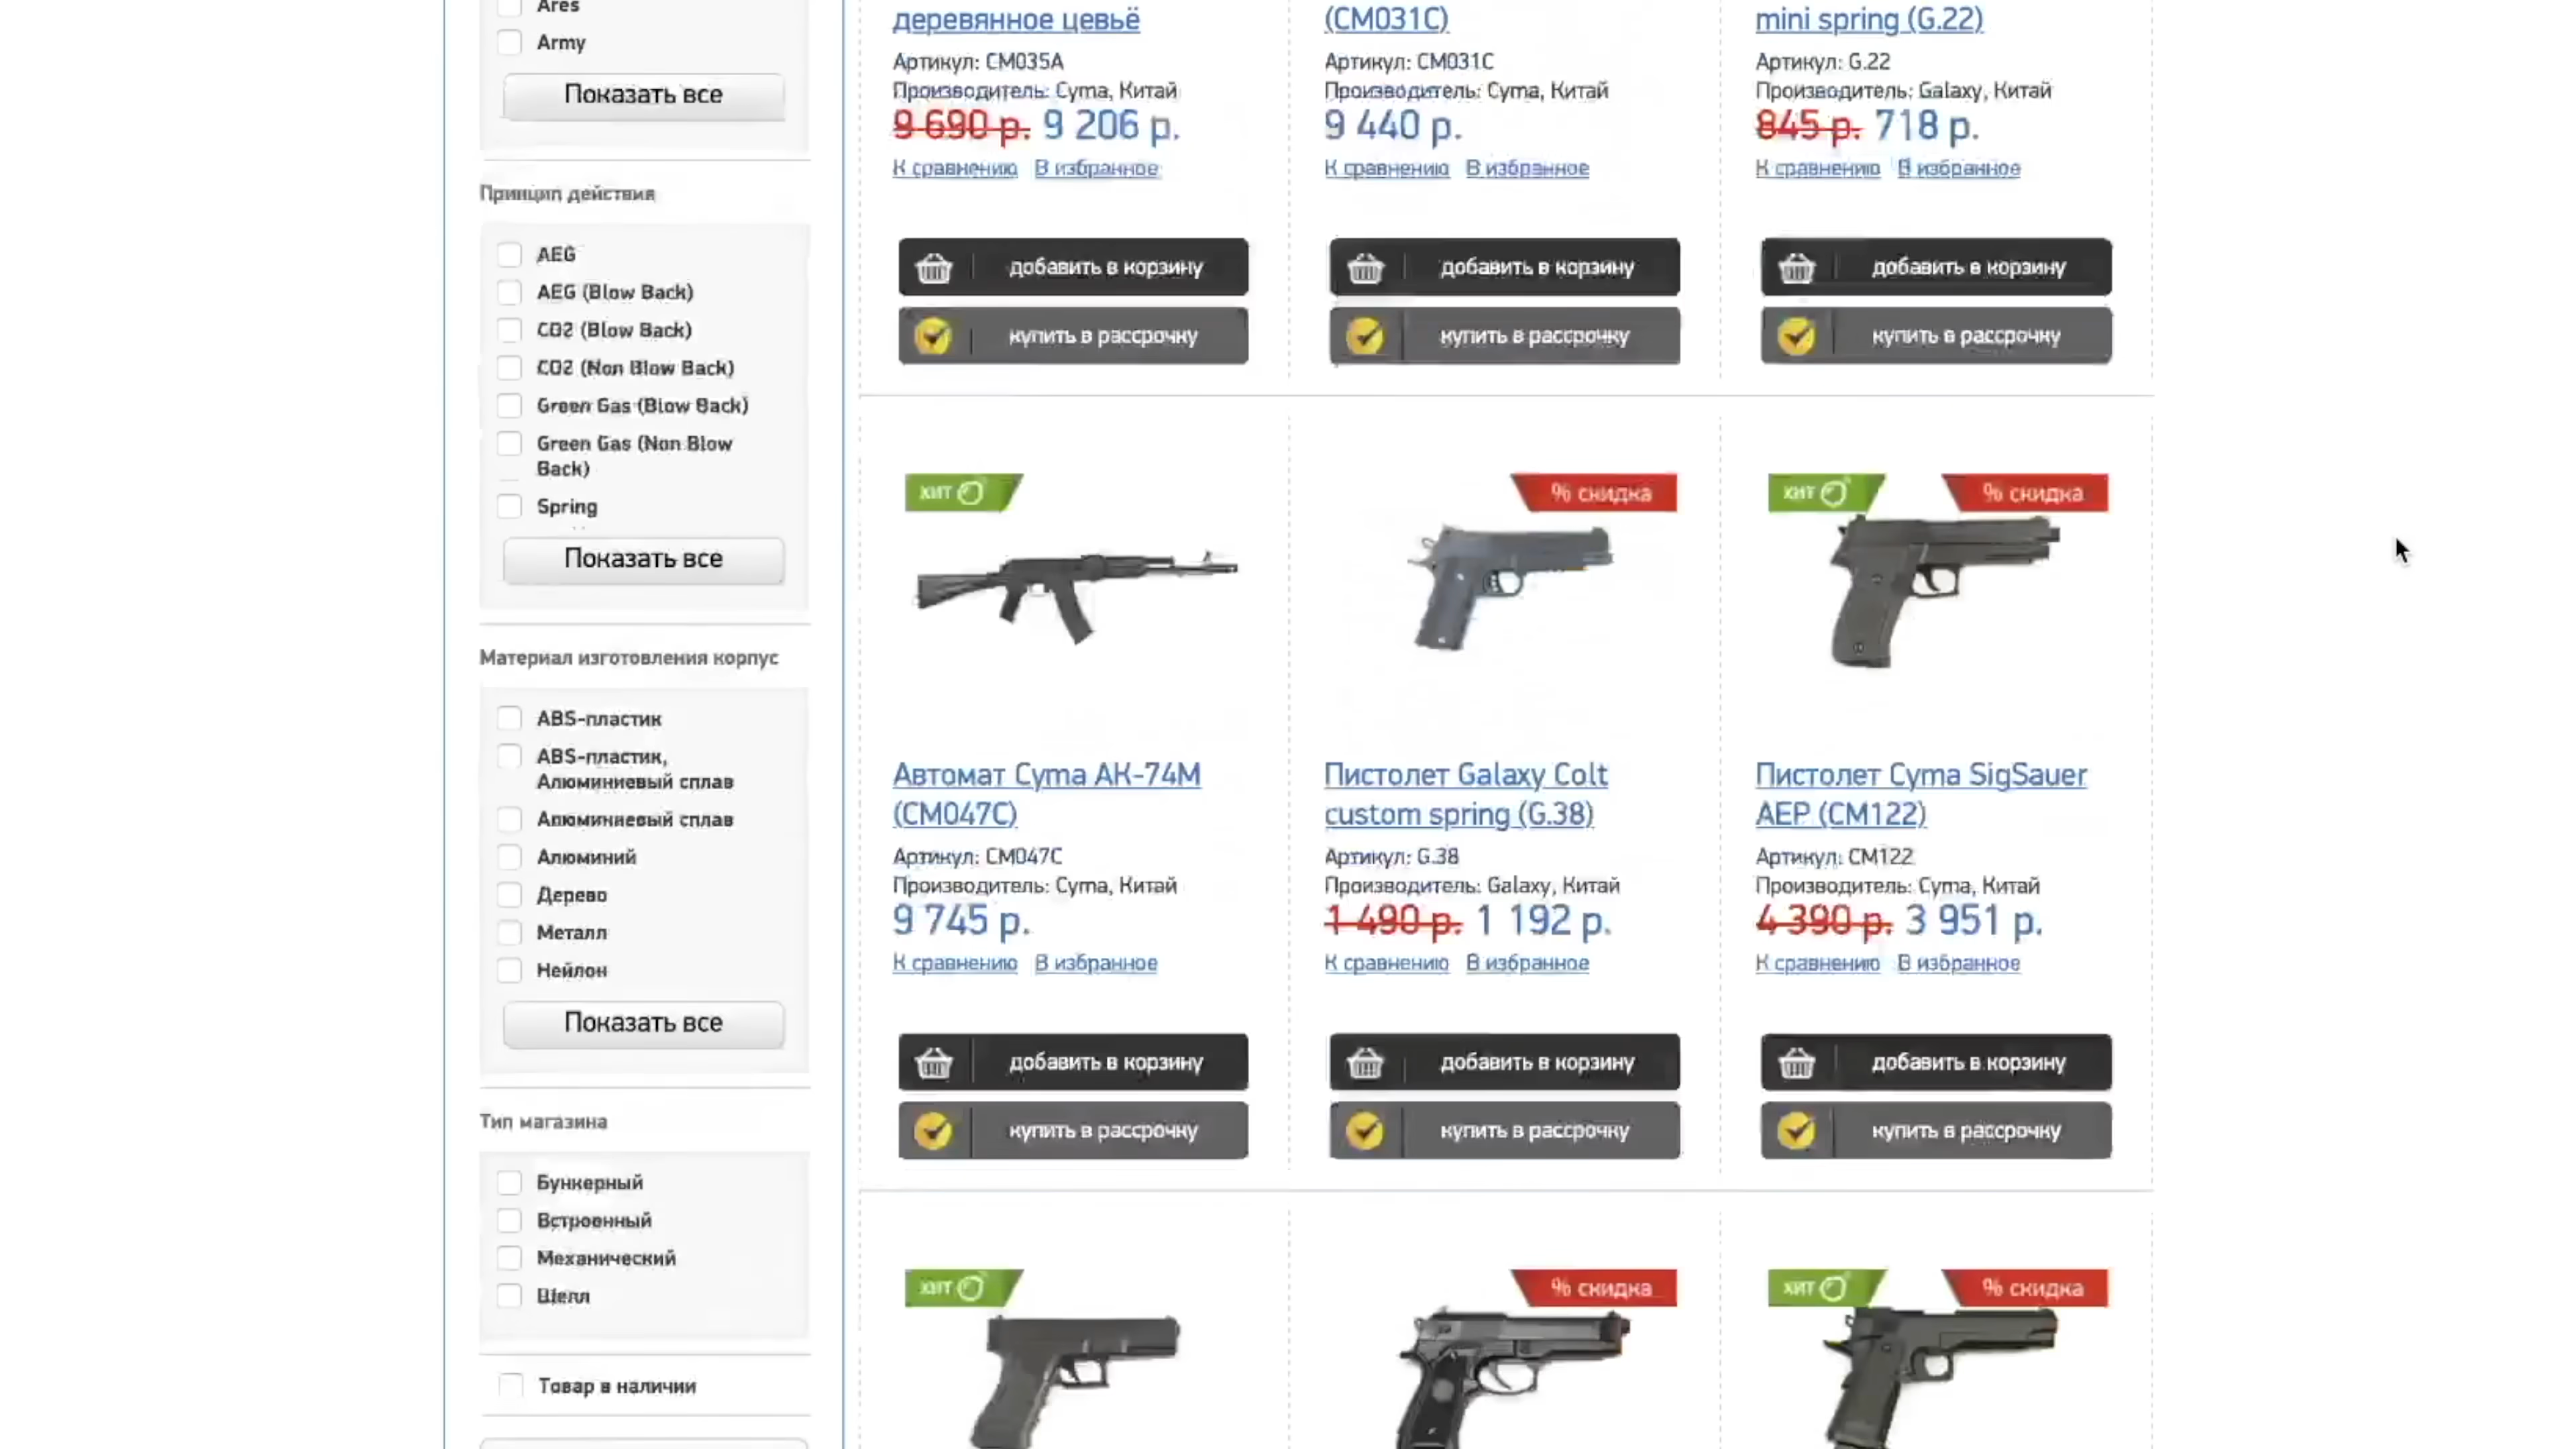 Ares
Army
Показать все
Принцип действия
AEG
AEG (Blow Back)
CO2 (Blow Back)
CO2 (Non Blow Back)
Green Gas (Blow Back)
Green Gas (Non Blow
Back)
Spring
Показать все
Материал изготовления корпус
ABS-пластик
ABS-пластик,
Алюминиевый сплав
Алюминиевый сплав
Алюминий
Дерево
Металл
Нейлон
Показать все
Тип магазина
Бункерный
Встроенный
Механический
Шелл
Товар в наличии
деревянное цевьё
Артикул: CM035A
Производитель: Cyma, Китай
9 690 р. 9 206 р.
К сравнению В избранное
добавить в корзину
купить в рассрочку
(CM031C)
Артикул: CM031C
Производитель: Cyma, Китай
9 440 р.
К сравнению В избранное
добавить в корзину
купить в рассрочку
mini spring (G.22)
Артикул: G.22
Производитель: Galaxy, Китай
845 р. 718 р.
К сравнению В избранное
добавить в корзину
купить в рассрочку
хит
Автомат Cyma АК-74М
(CM047C)
Артикул: CM047C
Производитель: Cyma, Китай
9 745 р.
К сравнению В избранное
добавить в корзину
купить в рассрочку
% скидка
Пистолет Galaxy Colt
custom spring (G.38)
Артикул: G.38
Производитель: Galaxy, Китай
1 490 р. 1 192 р.
К сравнению В избранное
добавить в корзину
купить в рассрочку
хит % скидка
Пистолет Cyma SigSauer
AEP (CM122)
Артикул: CM122
Производитель: Cyma, Китай
4 390 р. 3 951 р.
К сравнению В избранное
добавить в корзину
купить в рассрочку
хит
% скидка
хит % скидка